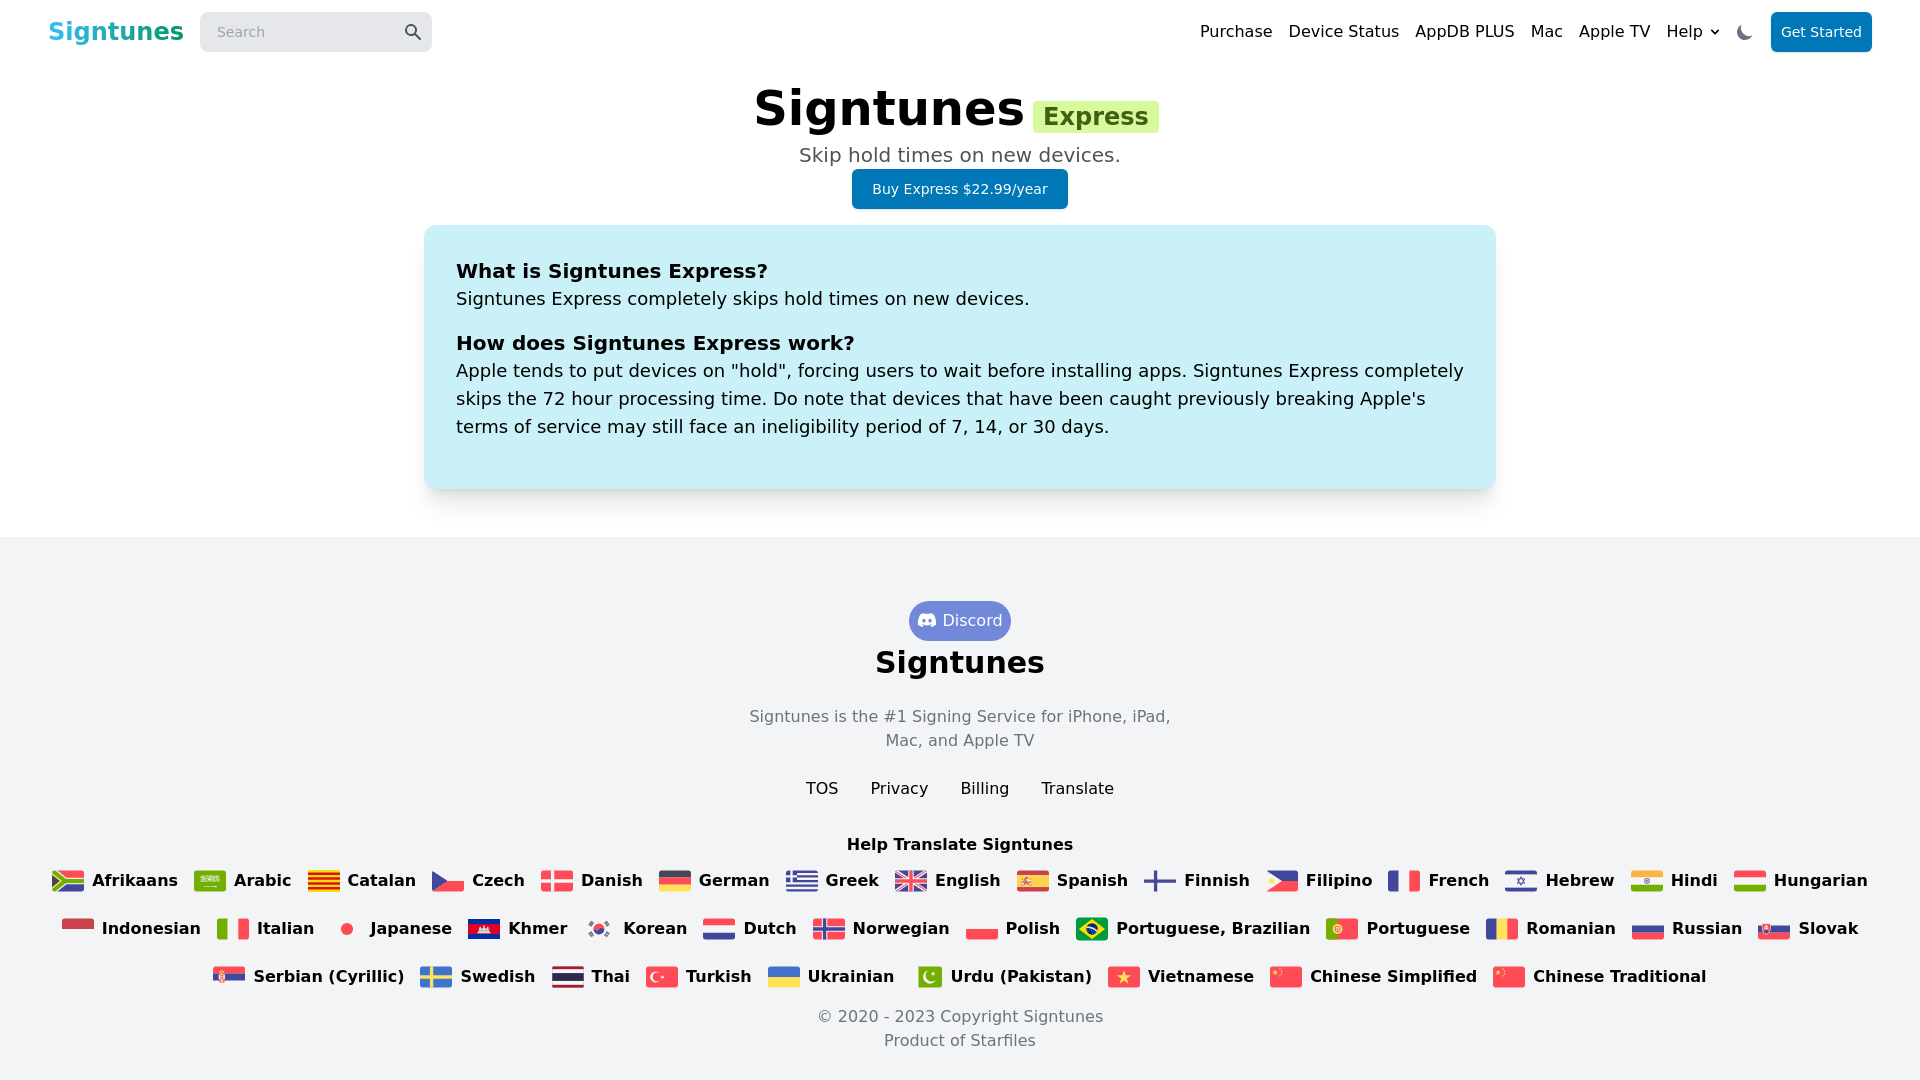 Signtunes
Search
Purchase
Device Status
AppDB PLUS
Mac
Apple TV
Help
Get Started
Signtunes Express
Skip hold times on new devices.
Buy Express $22.99/year
What is Signtunes Express?
Signtunes Express completely skips hold times on new devices.
How does Signtunes Express work?
Apple tends to put devices on "hold", forcing users to wait before installing apps. Signtunes Express completely
skips the 72 hour processing time. Do note that devices that have been caught previously breaking Apple's
terms of service may still face an ineligibility period of 7, 14, or 30 days.
Discord
Signtunes
Signtunes is the #1 Signing Service for iPhone, iPad,
Mac, and Apple TV
TOS Privacy Billing Translate
Help Translate Signtunes
Afrikaans Arabic Catalan Czech Danish German Greek English Spanish Finnish Filipino French Hebrew Hindi Hungarian
Indonesian Italian Japanese Khmer Korean Dutch Norwegian Polish Portuguese, Brazilian Portuguese Romanian Russian Slovak
Serbian (Cyrillic) Swedish Thai Turkish Ukrainian Urdu (Pakistan) Vietnamese Chinese Simplified Chinese Traditional
© 2020 - 2023 Copyright Signtunes
Product of Starfiles